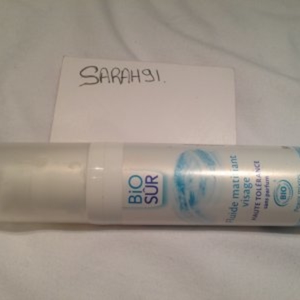 SARAH91.
BiO
SÛR
fluide matifiant
visage
HAUTE TOLÉRANCE
sans parfum
BIO